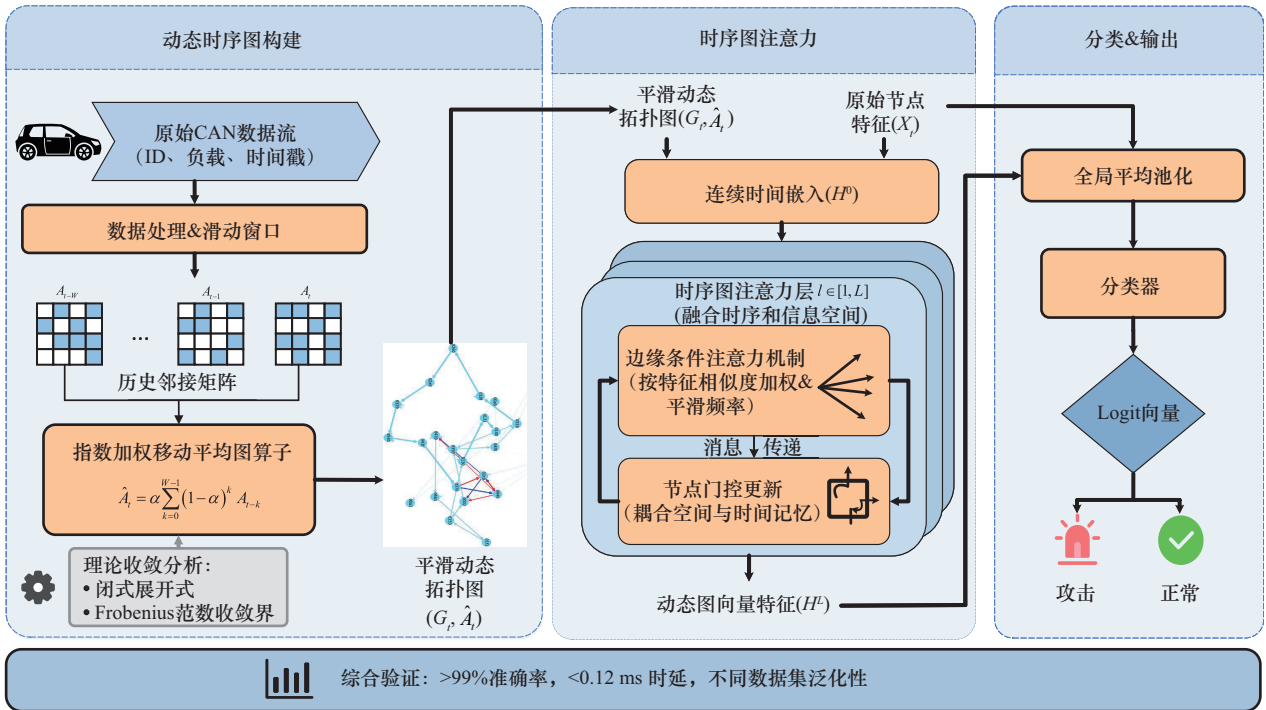 动态时序图构建
原始CAN数据流
（ID、负载、时间戳）
数据处理&滑动窗口
A_{t-W}
A_{t-1}
A_t
...
历史邻接矩阵
指数加权移动平均图算子
Â_t = α∑_{k=0}^{W-1}(1-α)^k A_{t-k}
理论收敛分析：
• 闭式展开式
• Frobenius范数收敛界
平滑动态
拓扑图
(G_t, Â_t)
时序图注意力
平滑动态
拓扑图(G_t, Â_t)
原始节点
特征(X_t)
连续时间嵌入(H^0)
时序图注意力层 l∈[1, L]
(融合时序和信息空间)
边缘条件注意力机制
（按特征相似度加权&
平滑频率）
消息 传递
节点门控更新
（耦合空间与时间记忆）
动态图向量特征(H^L)
分类&输出
全局平均池化
分类器
Logit向量
攻击
正常
综合验证：>99%准确率，<0.12 ms 时延，不同数据集泛化性